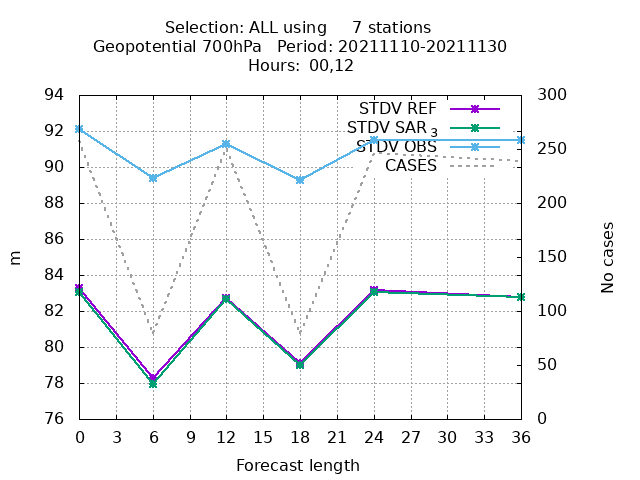 Selection: ALL using     7 stations
Geopotential 700hPa   Period: 20211110-20211130
Hours: 00,12
STDV REF
STDV SAR 3
STDV OBS
CASES
94
92
90
88
86
84
82
80
78
76
m
300
250
200
150
100
50
0
No cases
0 3 6 9 12 15 18 21 24 27 30 33 36
Forecast length